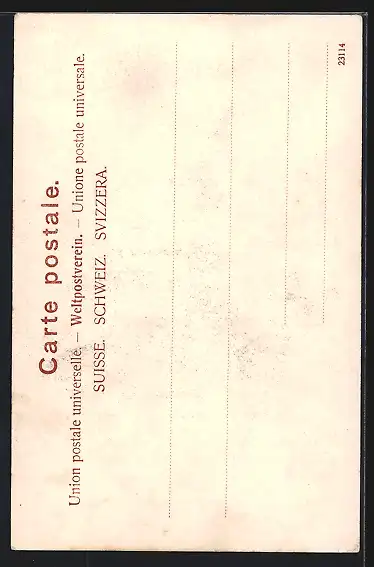 Carte postale.
Union postale universelle. — Weltpostverein. — Unione postale universale.
SUISSE. SCHWEIZ. SVIZZERA.
23114